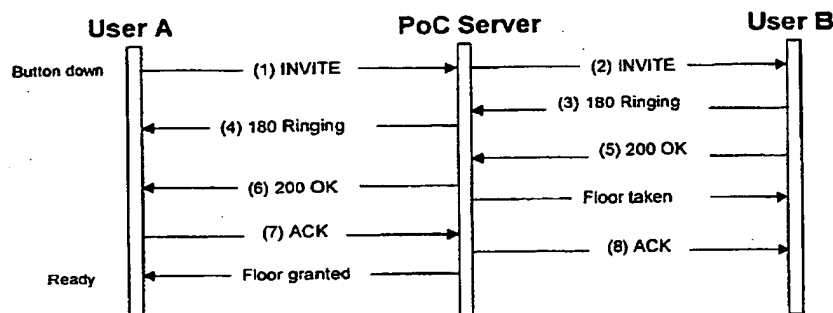 User A PoC Server User B
Button down (1) INVITE (2) INVITE
(3) 180 Ringing
(4) 180 Ringing
(5) 200 OK
(6) 200 OK Floor taken
(7) ACK (8) ACK
Ready Floor granted